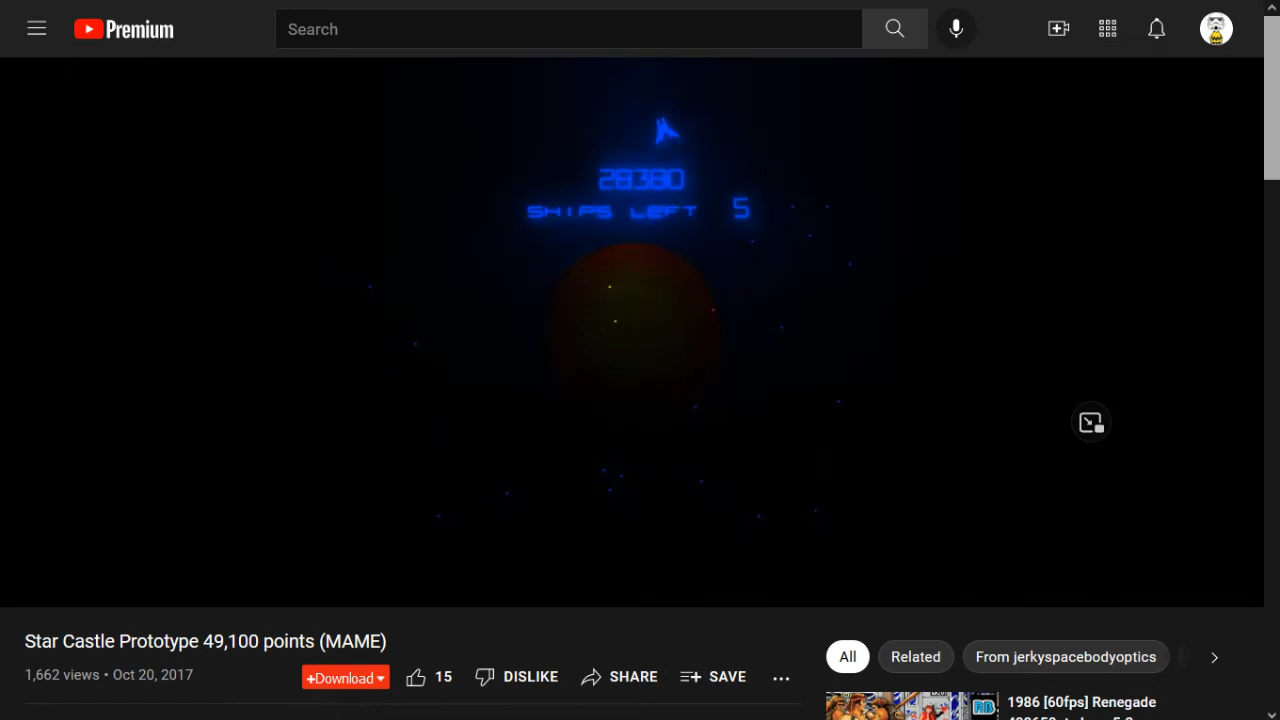 Premium
Search
28380
SHIPS LEFT 5
Star Castle Prototype 49,100 points (MAME)
1,662 views • Oct 20, 2017
+Download
15
DISLIKE
SHARE
SAVE
All
Related
From jerkyspacebodyoptics
RB
1986 [60fps] Renegade